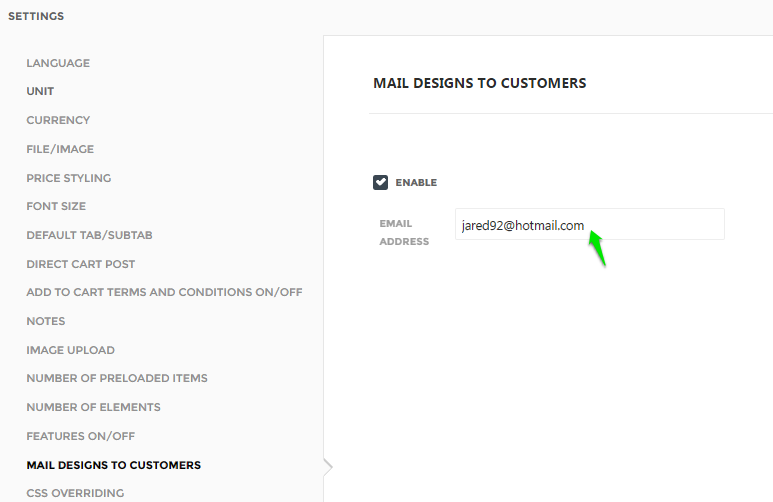 SETTINGS
LANGUAGE
UNIT
CURRENCY
FILE/IMAGE
PRICE STYLING
FONT SIZE
DEFAULT TAB/SUBTAB
DIRECT CART POST
ADD TO CART TERMS AND CONDITIONS ON/OFF
NOTES
IMAGE UPLOAD
NUMBER OF PRELOADED ITEMS
NUMBER OF ELEMENTS
FEATURES ON/OFF
MAIL DESIGNS TO CUSTOMERS
CSS OVERRIDING
MAIL DESIGNS TO CUSTOMERS
ENABLE
EMAIL
ADDRESS
jared92@hotmail.com